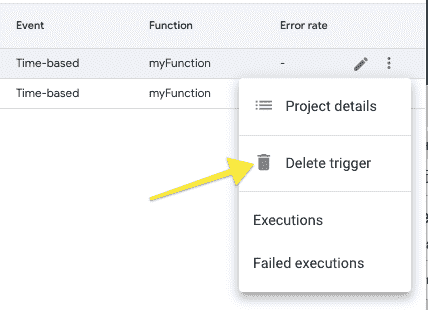 Event Function Error rate
Time-based myFunction -
Time-based myFunction
Project details
Delete trigger
Executions
Failed executions